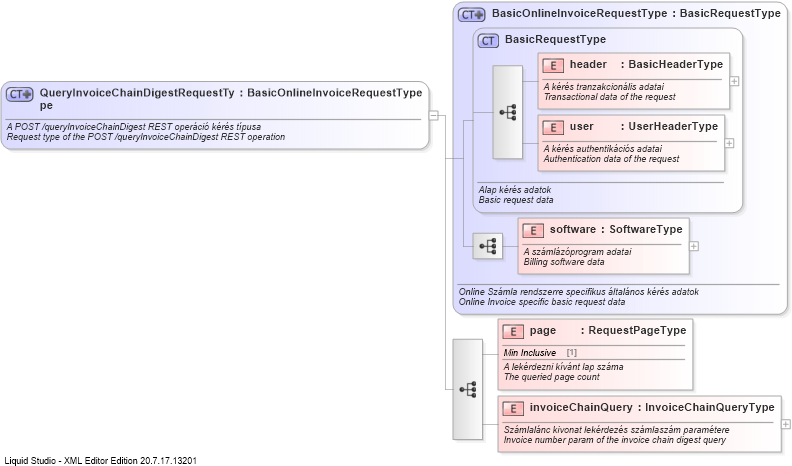 CT+ BasicOnlineInvoiceRequestType : BasicRequestType
CT BasicRequestType
E header : BasicHeaderType
A kérés tranzakcionális adatai
Transactional data of the request
CT+ QueryInvoiceChainDigestRequestTy : BasicOnlineInvoiceRequestType
pe
A POST /queryInvoiceChainDigest REST operáció kérés típusa
Request type of the POST /queryInvoiceChainDigest REST operation
E user : UserHeaderType
A kérés authentikációs adatai
Authentication data of the request
Alap kérés adatok
Basic request data
E software : SoftwareType
A számlázóprogram adatai
Billing software data
Online Számla rendszerre specifikus általános kérés adatok
Online Invoice specific basic request data
E page : RequestPageType
Min Inclusive [1]
A lekérdezni kívánt lap száma
The queried page count
E invoiceChainQuery : InvoiceChainQueryType
Számlalánc kivonat lekérdezés számlaszám paramétere
Invoice number param of the invoice chain digest query
Liquid Studio - XML Editor Edition 20.7.17.13201